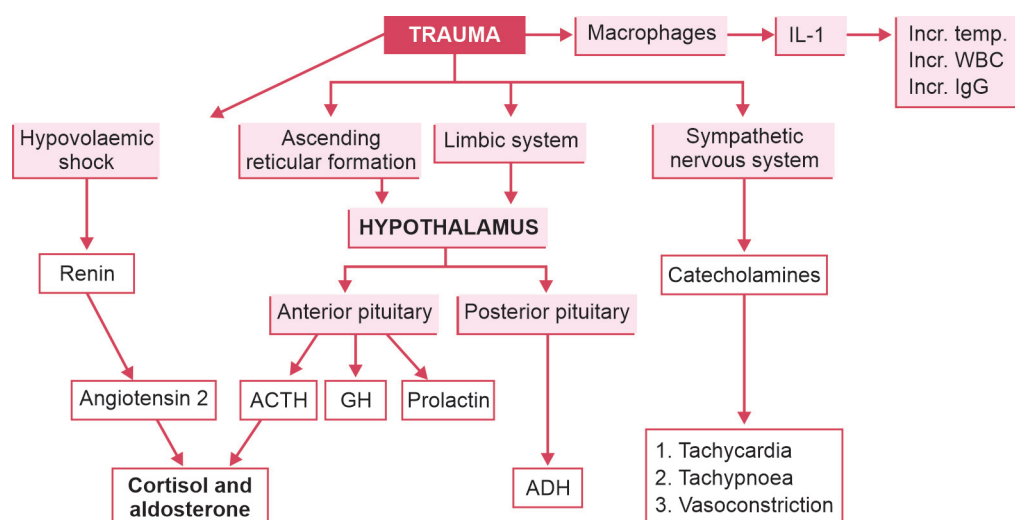 TRAUMA
Macrophages
IL-1
Incr. temp.
Incr. WBC
Incr. IgG
Hypovolaemic
shock
Ascending
reticular formation
Limbic system
Sympathetic
nervous system
HYPOTHALAMUS
Renin
Catecholamines
Anterior pituitary
Posterior pituitary
Angiotensin 2
ACTH
GH
Prolactin
Cortisol and
aldosterone
ADH
1. Tachycardia
2. Tachypnoea
3. Vasoconstriction